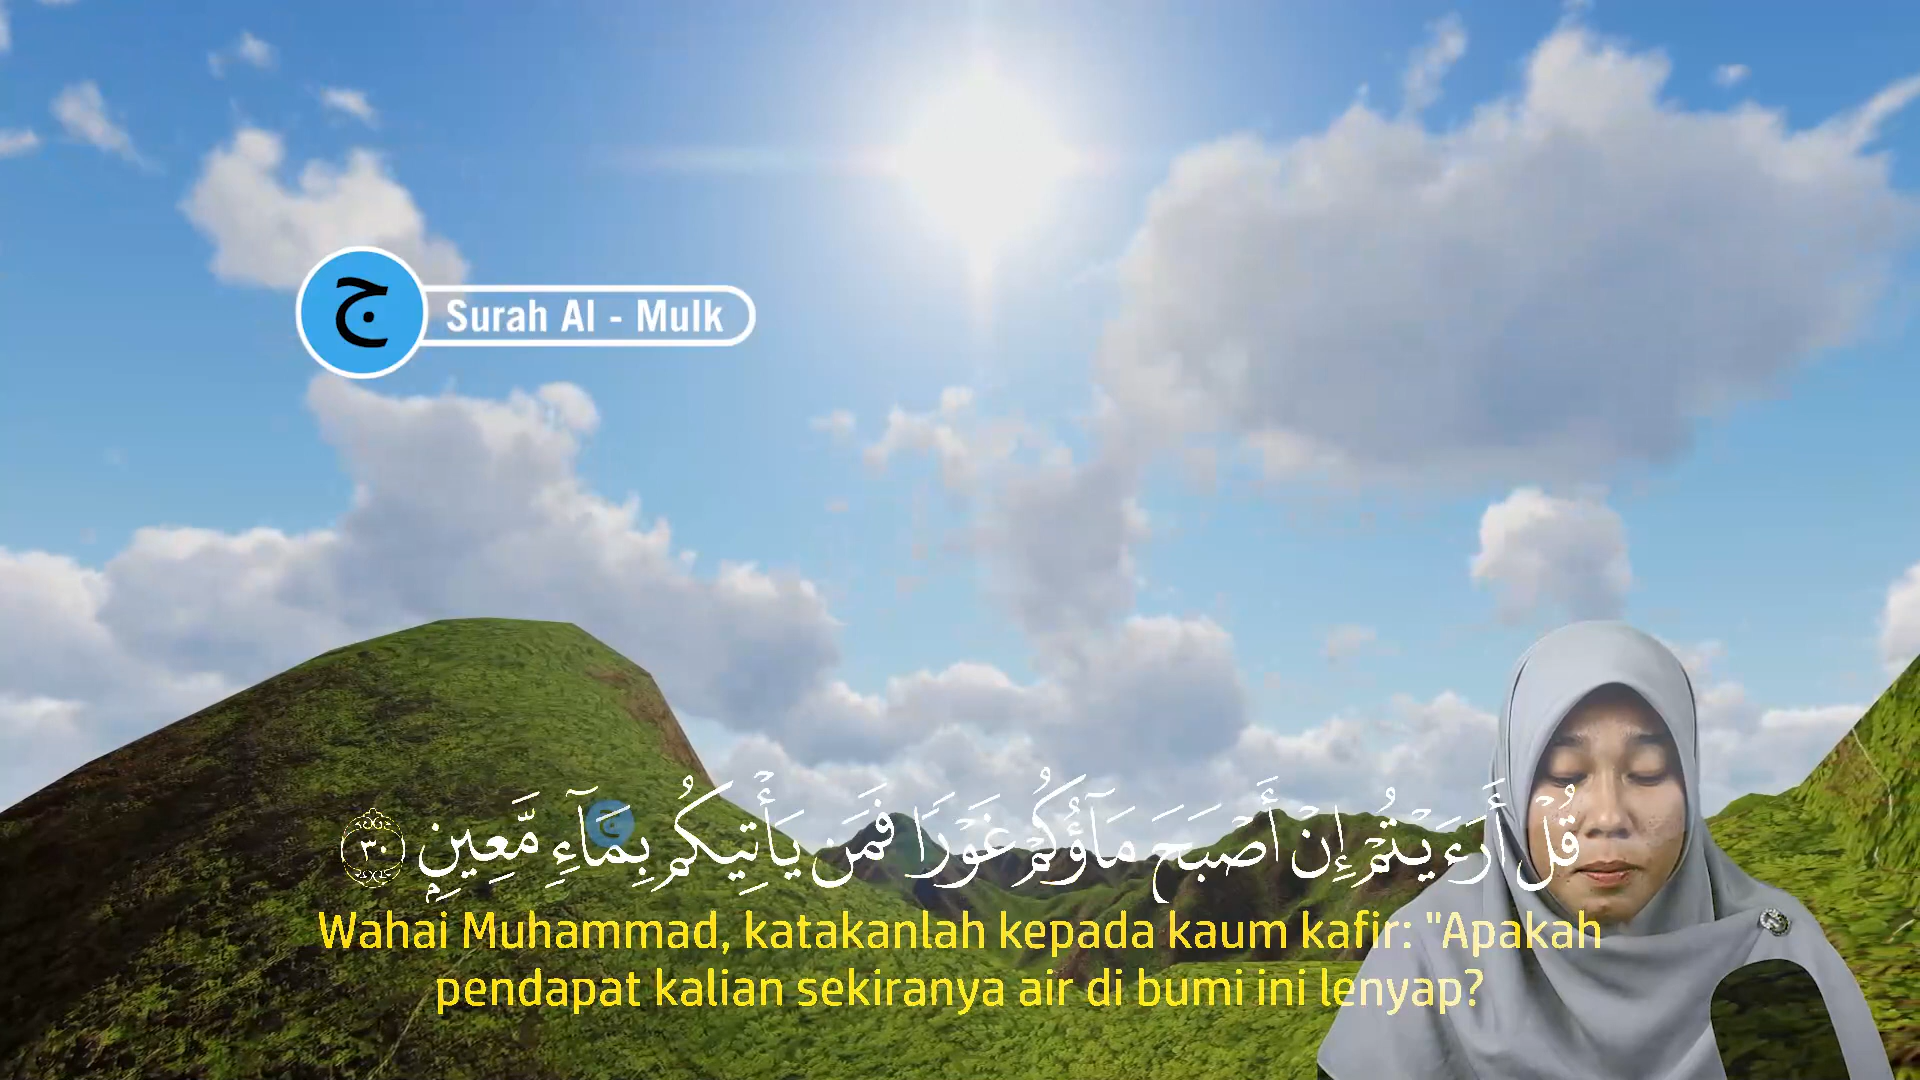 ج
Surah Al - Mulk
قُلْ أَرَءَيْتُمْ إِنْ أَصْبَحَ مَآؤُكُمْ غَوْرًا فَمَن يَأْتِيكُم بِمَآءٍ مَّعِينٍۭ ٣٠
Wahai Muhammad, katakanlah kepada kaum kafir: "Apakah
pendapat kalian sekiranya air di bumi ini lenyap?